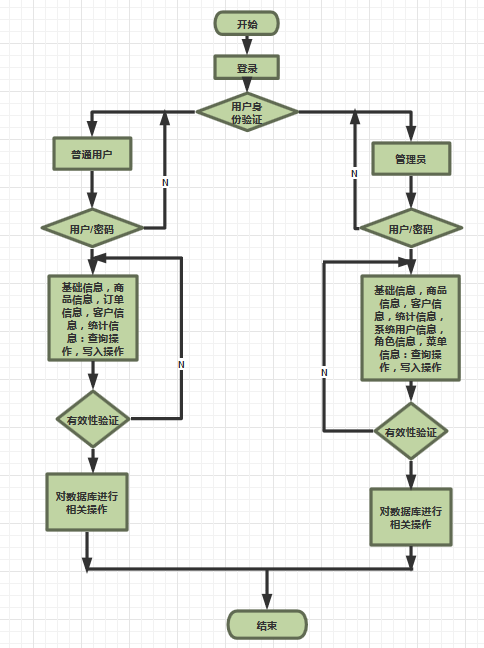 开始
登录
用户身
份验证
普通用户
管理员
N
N
用户/密码
用户/密码
基础信息，商
品信息，订单
信息，客户信
息，统计信
息：查询操
作，写入操作
基础信息，商品
信息，客户信
息，统计信息，
系统用户信息，
角色信息，菜单
信息：查询操
作，写入操作
N
N
有效性验证
有效性验证
对数据库进行
相关操作
对数据库进行
相关操作
结束